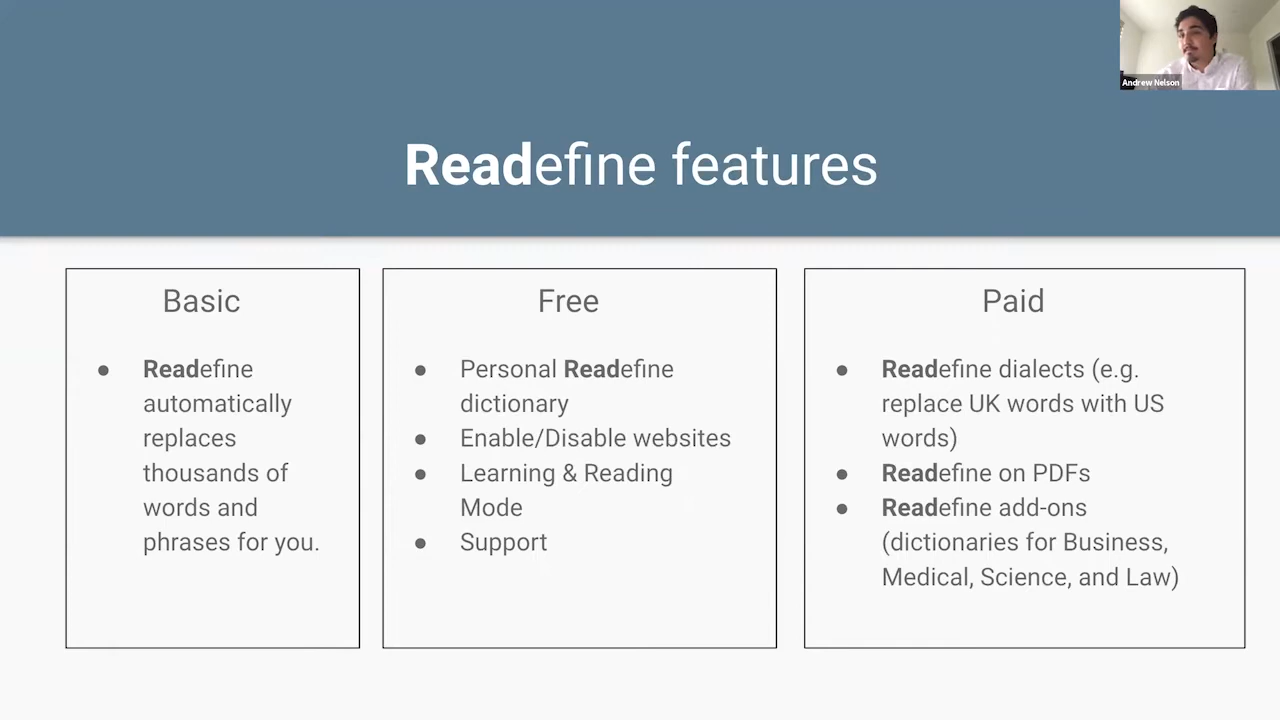 Andrew Nelson
Readefine features
Basic
● Readefine
automatically
replaces
thousands of
words and
phrases for you.
Free
● Personal Readefine
dictionary
● Enable/Disable websites
● Learning & Reading
Mode
● Support
Paid
● Readefine dialects (e.g.
replace UK words with US
words)
● Readefine on PDFs
● Readefine add-ons
(dictionaries for Business,
Medical, Science, and Law)